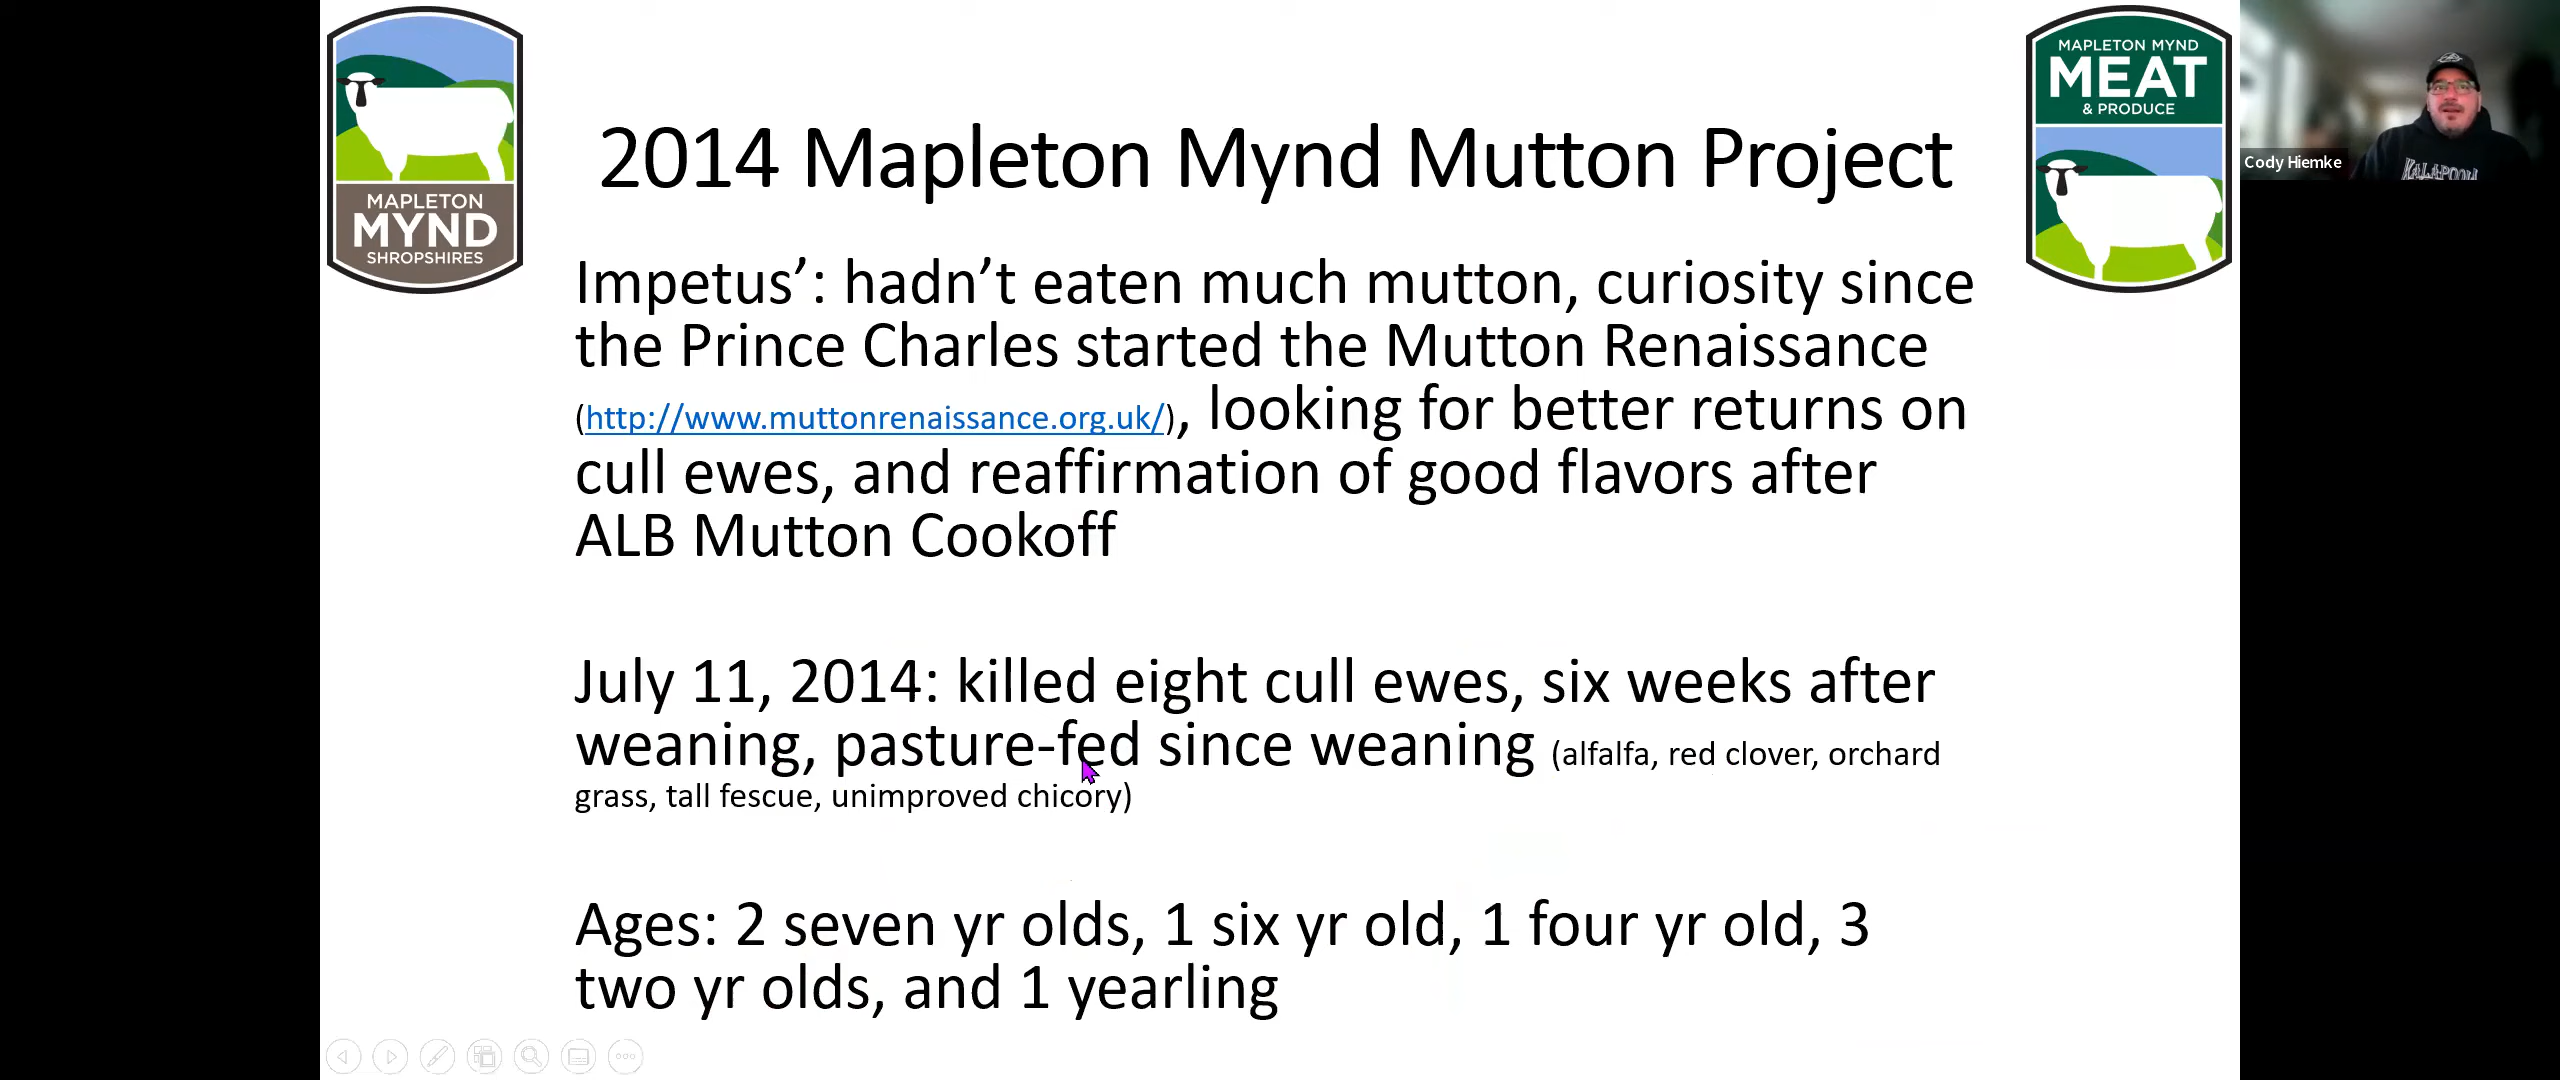 MAPLETON
MYND
SHROPSHIRES
2014 Mapleton Mynd Mutton Project
MAPLETON MYND
MEAT
& PRODUCE
Cody Hiemke
KALAPOOII
Impetus’: hadn’t eaten much mutton, curiosity since
the Prince Charles started the Mutton Renaissance
(http://www.muttonrenaissance.org.uk/), looking for better returns on
cull ewes, and reaffirmation of good flavors after
ALB Mutton Cookoff
July 11, 2014: killed eight cull ewes, six weeks after
weaning, pasture-fed since weaning (alfalfa, red clover, orchard
grass, tall fescue, unimproved chicory)
Ages: 2 seven yr olds, 1 six yr old, 1 four yr old, 3
two yr olds, and 1 yearling